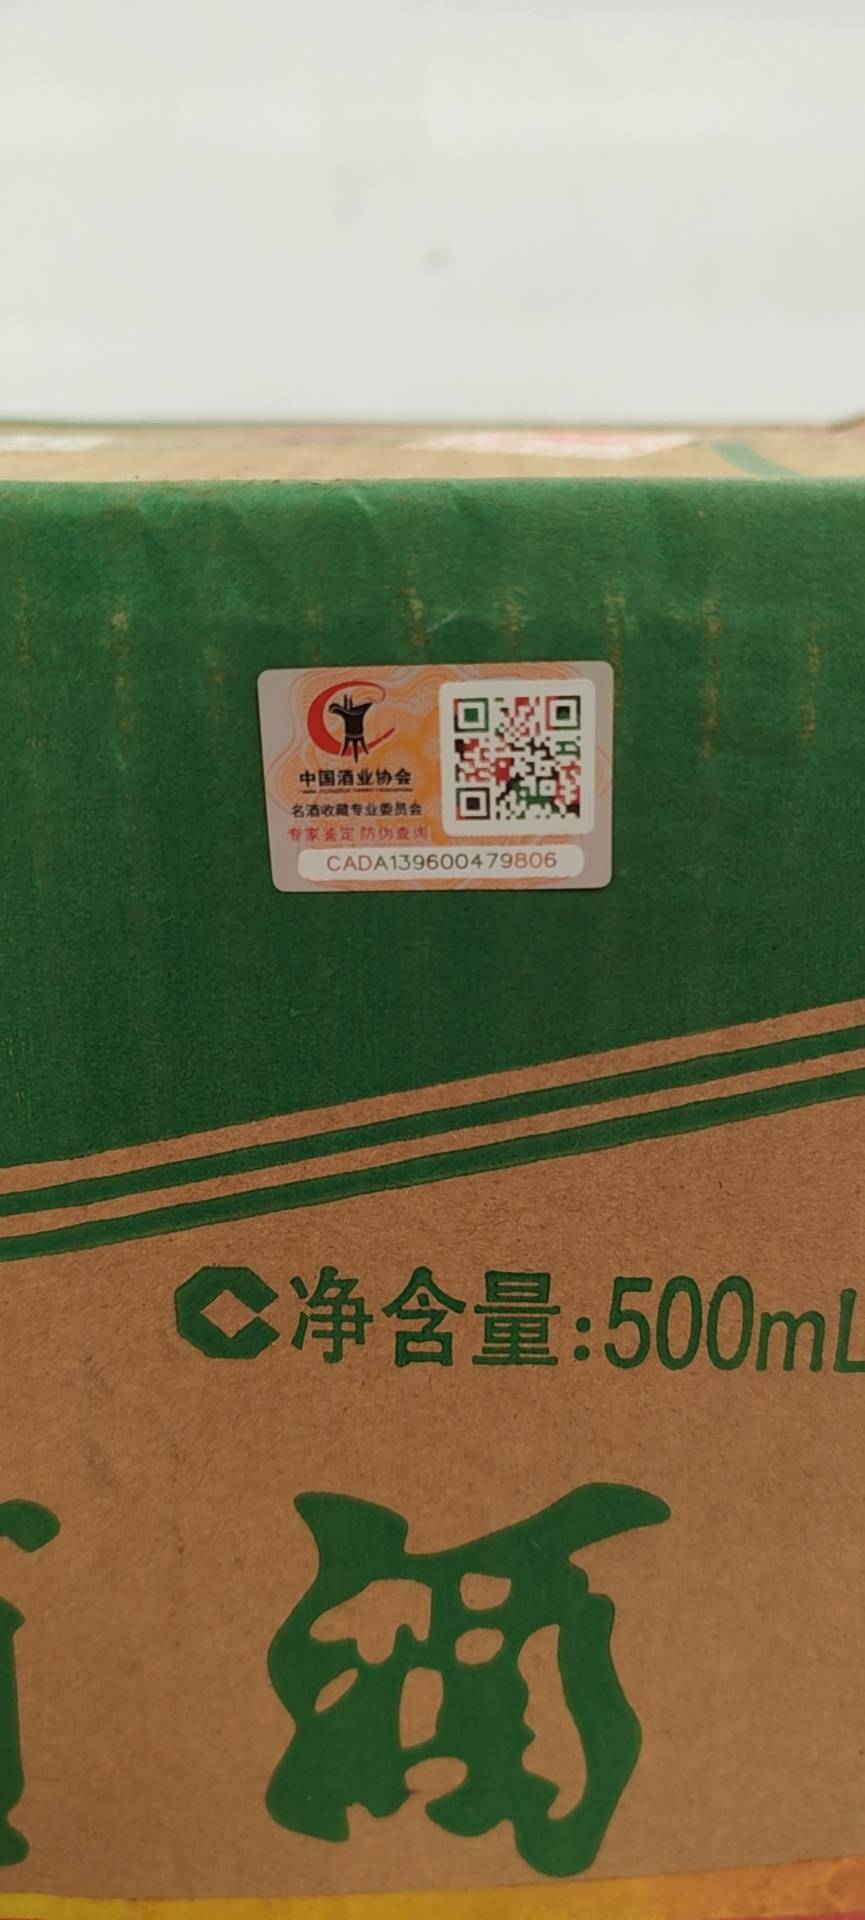 中国酒业协会
名酒收藏专业委员会
专家鉴定 防伪查询
CADA139600479806
净含量:500mL
酒